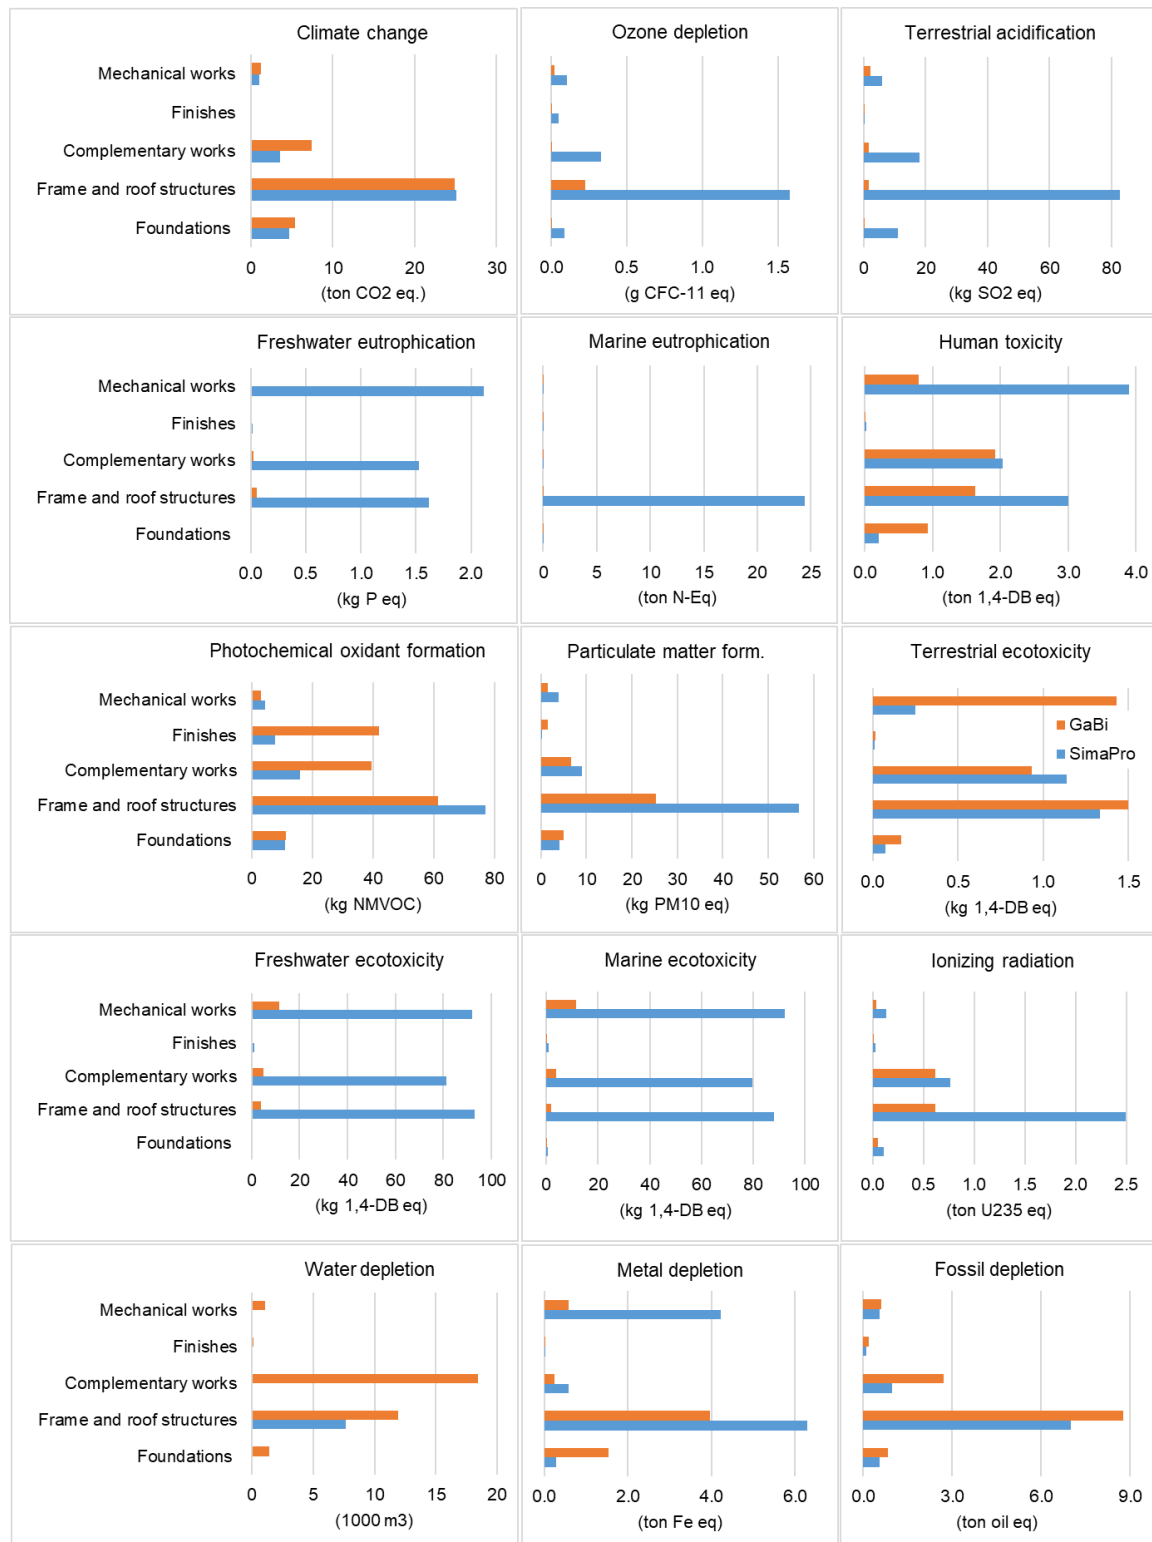 Climate change
Mechanical works
Finishes
Complementary works
Frame and roof structures
Foundations
0 10 20 30
(ton CO2 eq.)
Ozone depletion
0.0 0.5 1.0 1.5
(g CFC-11 eq)
Terrestrial acidification
0 20 40 60 80
(kg SO2 eq)
Freshwater eutrophication
Mechanical works
Finishes
Complementary works
Frame and roof structures
Foundations
0.0 1.0 1.0 2.0
(kg P eq)
Marine eutrophication
0 5 10 15 20 25
(ton N-Eq)
Human toxicity
0.0 1.0 2.0 3.0 4.0
(ton 1,4-DB eq)
Photochemical oxidant formation
Mechanical works
Finishes
Complementary works
Frame and roof structures
Foundations
0 20 40 60 80
(kg NMVOC)
Particulate matter form.
0 10 20 30 40 50 60
(kg PM10 eq)
Terrestrial ecotoxicity
GaBi
SimaPro
0.0 0.5 1.0 1.5
(kg 1,4-DB eq)
Freshwater ecotoxicity
Mechanical works
Finishes
Complementary works
Frame and roof structures
Foundations
0 20 40 60 80 100
(kg 1,4-DB eq)
Marine ecotoxicity
0 20 40 60 80 100
(kg 1,4-DB eq)
Ionizing radiation
0.0 0.5 1.0 1.5 2.0 2.5
(ton U235 eq)
Water depletion
Mechanical works
Finishes
Complementary works
Frame and roof structures
Foundations
0 5 10 15 20
(1000 m3)
Metal depletion
0.0 2.0 4.0 6.0
(ton Fe eq)
Fossil depletion
0.0 3.0 6.0 9.0
(ton oil eq)